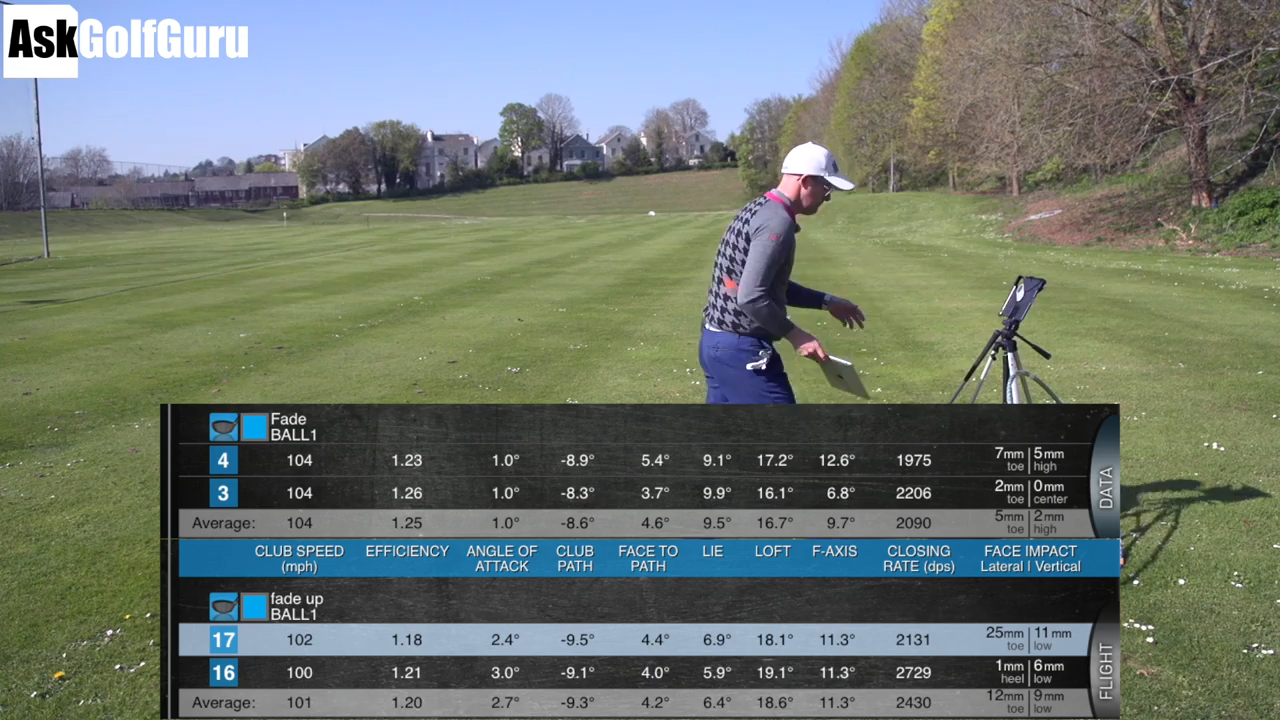 AskGolfGuru
Fade
BALL1
4 104 1.23 1.0° -8.9° 5.4° 9.1° 17.2° 12.6° 1975 7mm toe | 5mm high
3 104 1.26 1.0° -8.3° 3.7° 9.9° 16.1° 6.8° 2206 2mm toe | 0mm center
Average: 104 1.25 1.0° -8.6° 4.6° 9.5° 16.7° 9.7° 2090 5mm toe | 2mm high
DATA
CLUB SPEED (mph) EFFICIENCY ANGLE OF ATTACK CLUB PATH FACE TO PATH LIE LOFT F-AXIS CLOSING RATE (dps) FACE IMPACT Lateral | Vertical
fade up
BALL1
17 102 1.18 2.4° -9.5° 4.4° 6.9° 18.1° 11.3° 2131 25mm toe | 11mm low
16 100 1.21 3.0° -9.1° 4.0° 5.9° 19.1° 11.3° 2729 1mm heel | 6mm low
Average: 101 1.20 2.7° -9.3° 4.2° 6.4° 18.6° 11.3° 2430 12mm toe | 9mm low
FLIGHT